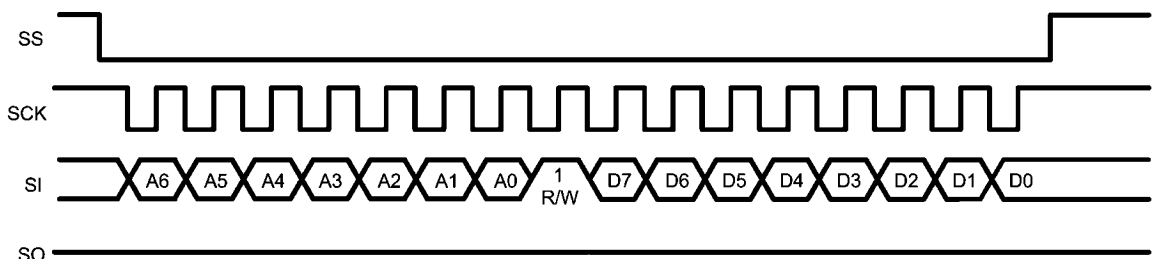 SS
SCK
SI A6 A5 A4 A3 A2 A1 A0 1 D7 D6 D5 D4 D3 D2 D1 D0
R/W
SO